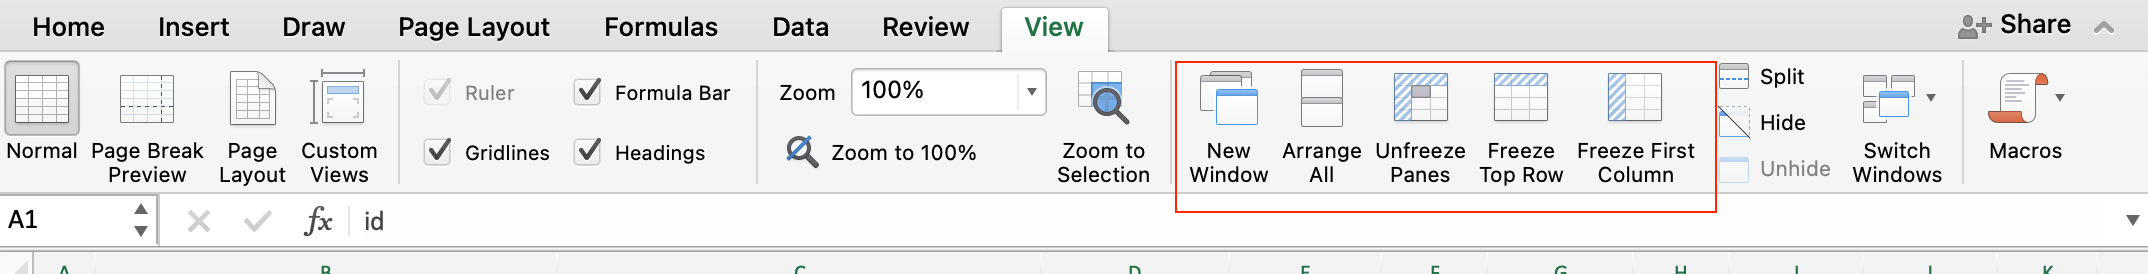 Home Insert Draw Page Layout Formulas Data Review View Share
Normal
Page Break
Preview
Page
Layout
Custom
Views
Ruler
Formula Bar
Gridlines
Headings
Zoom 100%
Zoom to 100%
Zoom to
Selection
New
Window
Arrange
All
Unfreeze
Panes
Freeze
Top Row
Freeze First
Column
Split
Hide
Unhide
Switch
Windows
Macros
A1 fx id
A B C D E F G H I J K